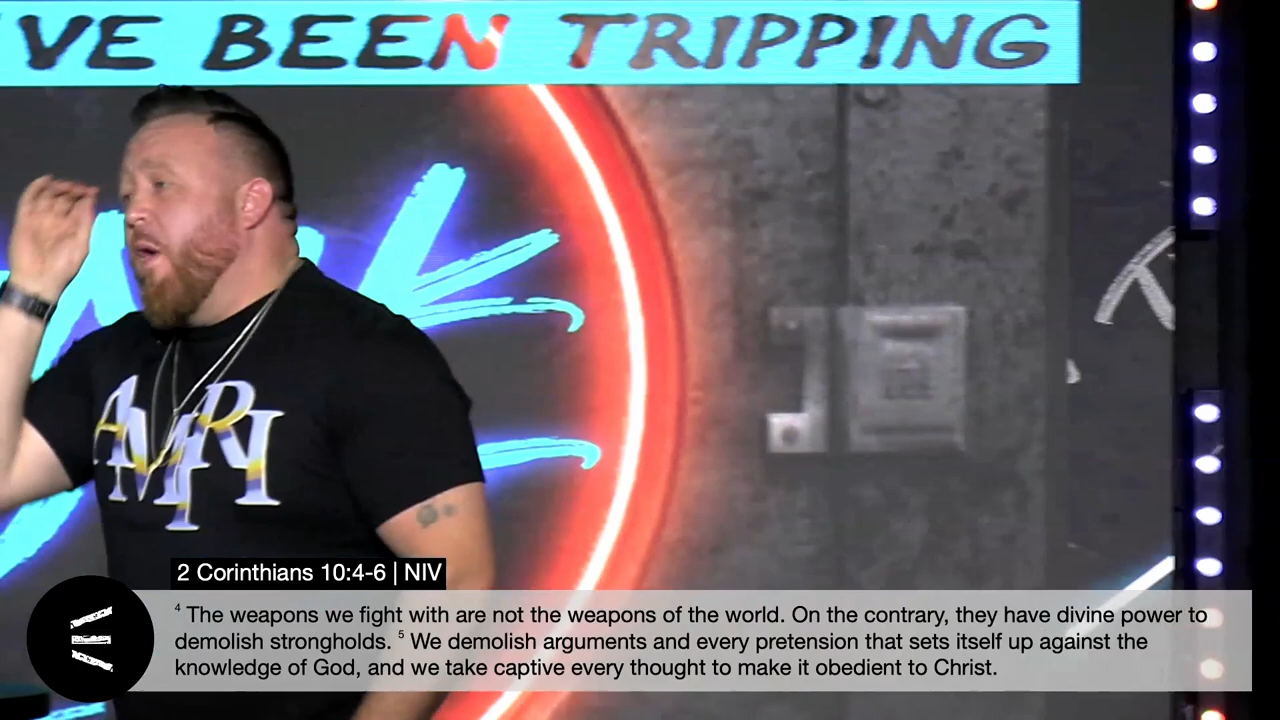 VE BEEN TRIPPING
AMRI
2 Corinthians 10:4-6 | NIV
4 The weapons we fight with are not the weapons of the world. On the contrary, they have divine power to
demolish strongholds. 5 We demolish arguments and every pretension that sets itself up against the
knowledge of God, and we take captive every thought to make it obedient to Christ.